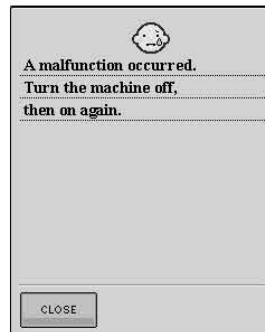 A malfunction occurred.
Turn the machine off,
then on again.
CLOSE